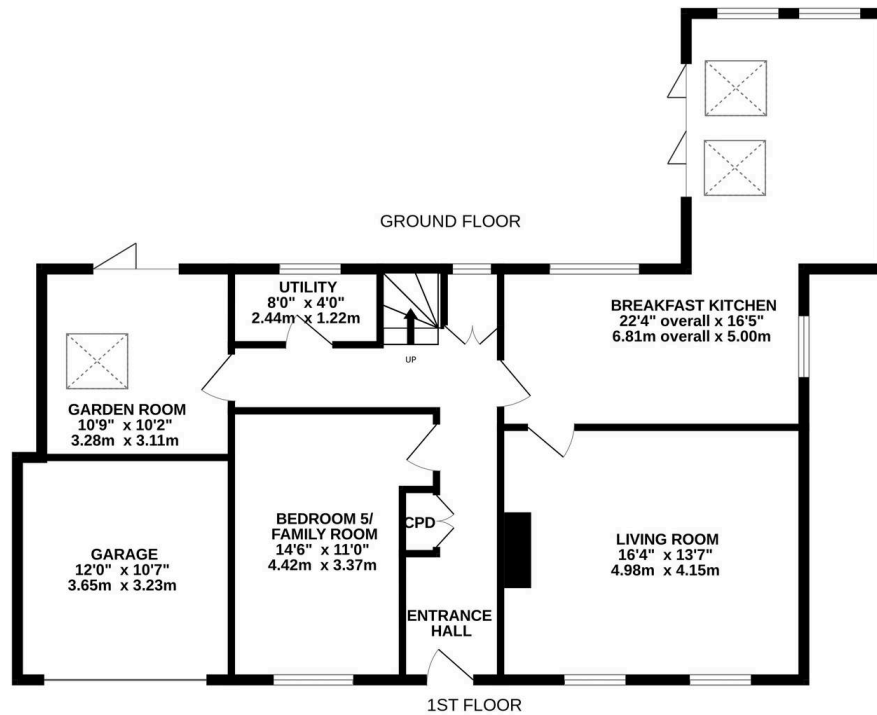 GROUND FLOOR
UTILITY
8'0" x 4'0"
2.44m x 1.22m
BREAKFAST KITCHEN
22'4" overall x 16'5"
6.81m overall x 5.00m
UP
GARDEN ROOM
10'9" x 10'2"
3.28m x 3.11m
BEDROOM 5/
FAMILY ROOM
14'6" x 11'0"
4.42m x 3.37m
CPD
LIVING ROOM
16'4" x 13'7"
4.98m x 4.15m
GARAGE
12'0" x 10'7"
3.65m x 3.23m
ENTRANCE
HALL
1ST FLOOR